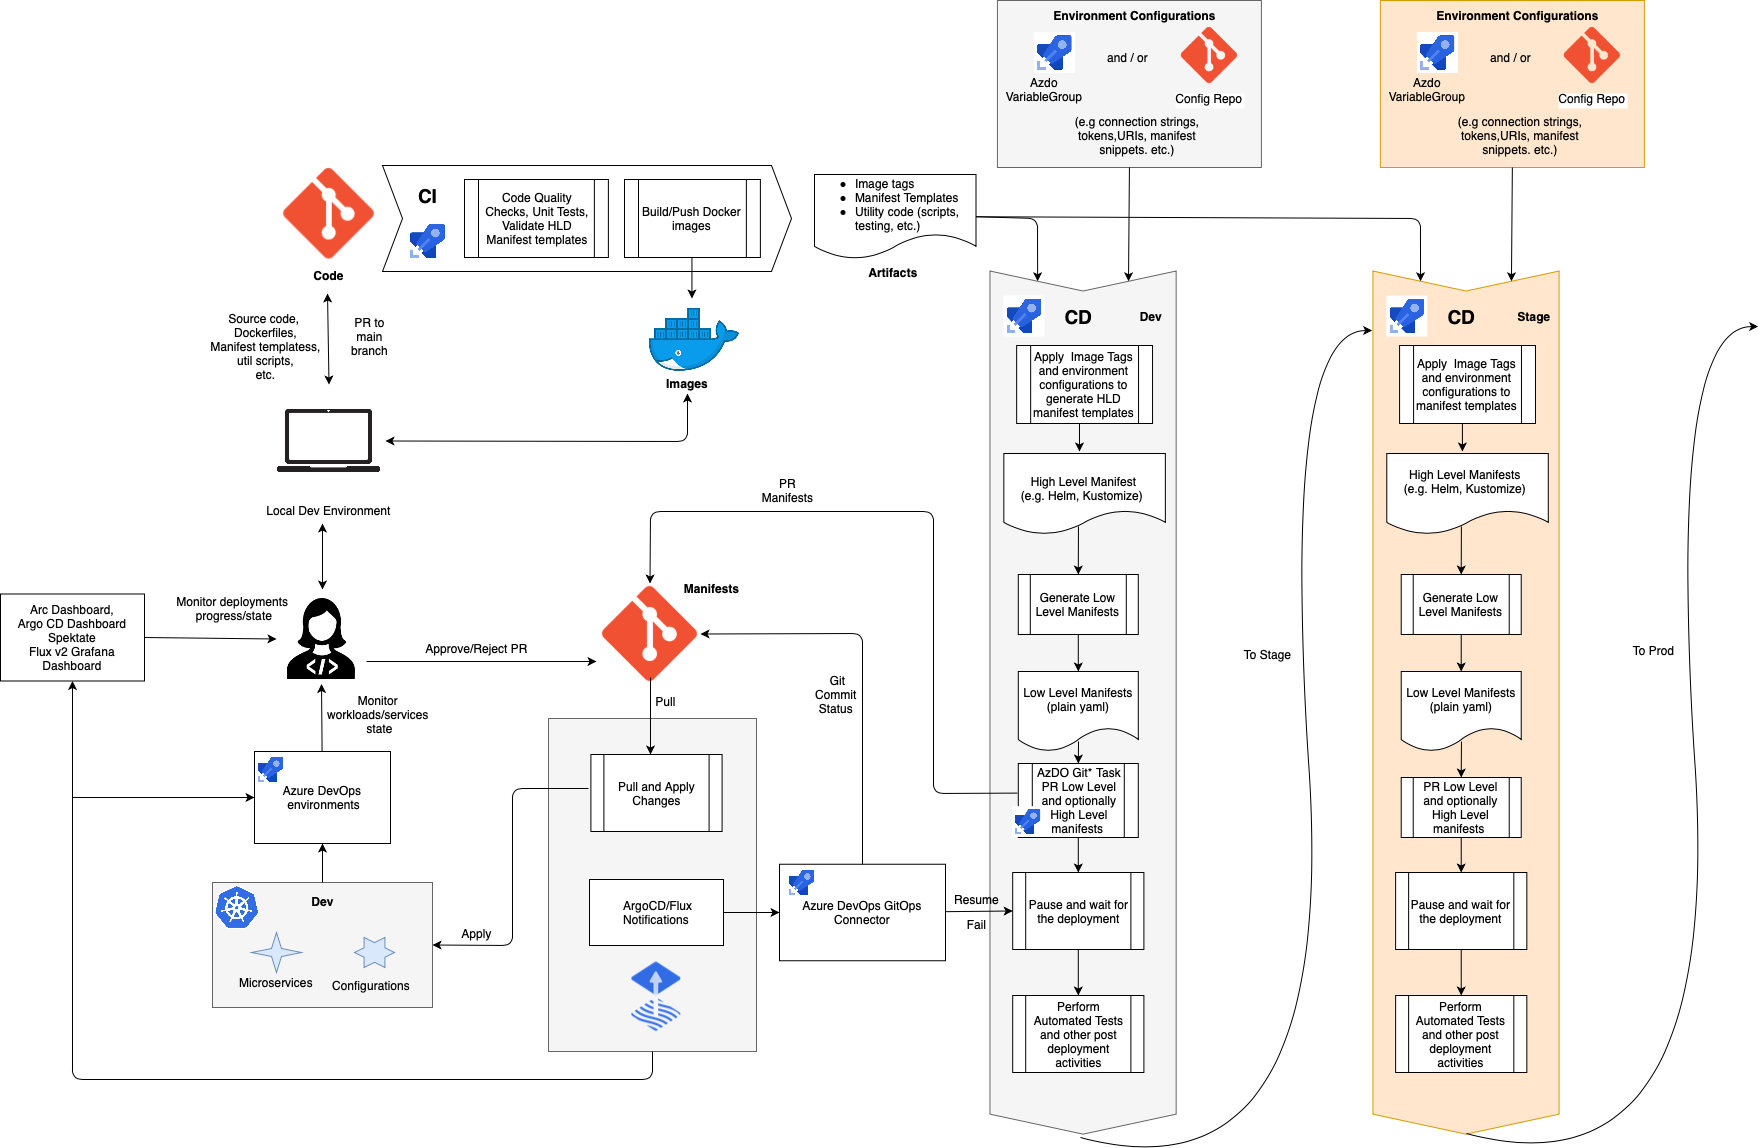 Environment Configurations
and / or
Azdo
VariableGroup
Config Repo
(e.g connection strings,
tokens,URIs, manifest
snippets. etc.)
Environment Configurations
and / or
Azdo
VariableGroup
Config Repo
(e.g connection strings,
tokens,URIs, manifest
snippets. etc.)
Code
CI
Code Quality
Checks, Unit Tests,
Validate HLD
Manifest templates
Build/Push Docker
images
Image tags
Manifest Templates
Utility code (scripts,
testing, etc.)
Artifacts
Source code,
Dockerfiles,
Manifest templatess,
util scripts,
etc.
PR to
main
branch
Images
Local Dev Environment
Arc Dashboard,
Argo CD Dashboard
Spektate
Flux v2 Grafana
Dashboard
Monitor deployments
progress/state
Approve/Reject PR
PR
Manifests
Manifests
Git
Commit
Status
Pull
Monitor
workloads/services
state
Azure DevOps
environments
Pull and Apply
Changes
Dev
Microservices
Configurations
Apply
ArgoCD/Flux
Notifications
Azure DevOps GitOps
Connector
Resume
Fail
CD
Dev
Apply Image Tags
and environment
configurations to
generate HLD
manifest templates
High Level Manifest
(e.g. Helm, Kustomize)
Generate Low
Level Manifests
Low Level Manifests
(plain yaml)
AzDO Git* Task
PR Low Level
and optionally
High Level
manifests
Pause and wait for
the deployment
Perform
Automated Tests
and other post
deployment
activities
To Stage
CD
Stage
Apply Image Tags
and environment
configurations to
manifest templates
High Level Manifests
(e.g. Helm, Kustomize)
Generate Low
Level Manifests
Low Level Manifests
(plain yaml)
PR Low Level
and optionally
High Level
manifests
Pause and wait for
the deployment
Perform
Automated Tests
and other post
deployment
activities
To Prod